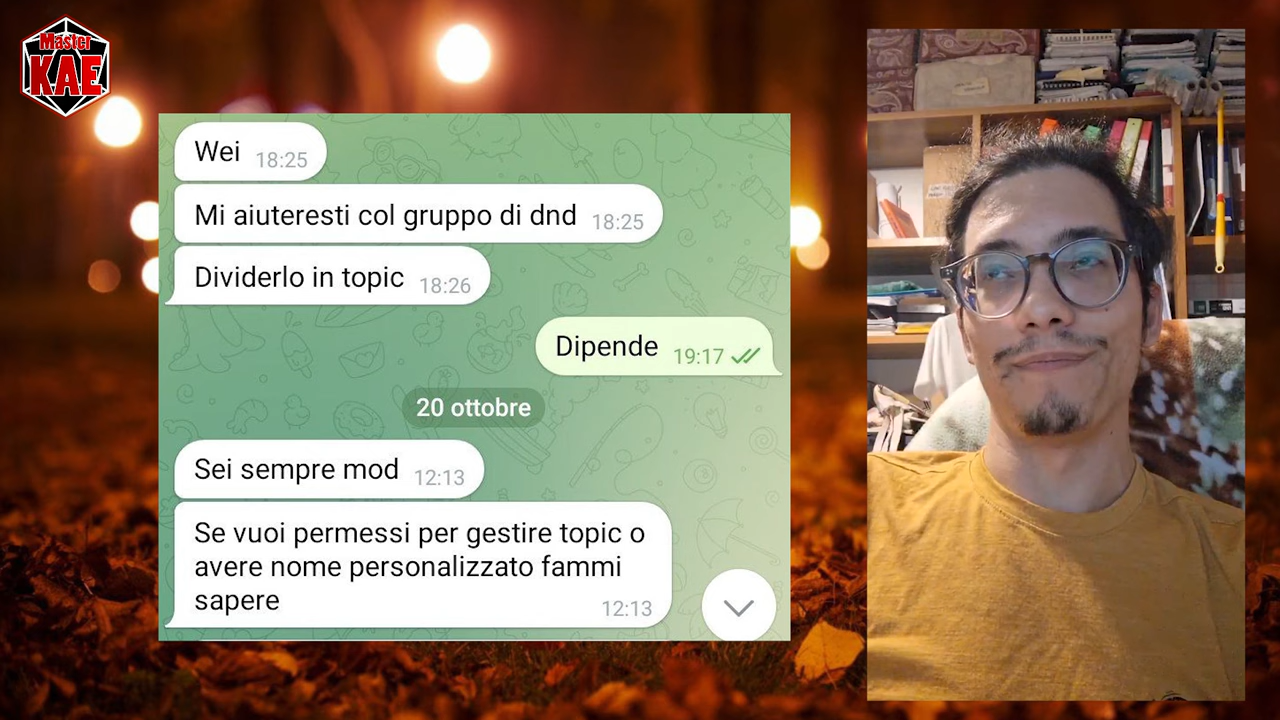 Master
KAE
Wei 18:25
Mi aiuteresti col gruppo di dnd 18:25
Dividerlo in topic 18:26
Dipende 19:17
20 ottobre
Sei sempre mod 12:13
Se vuoi permessi per gestire topic o
avere nome personalizzato fammi
sapere 12:13